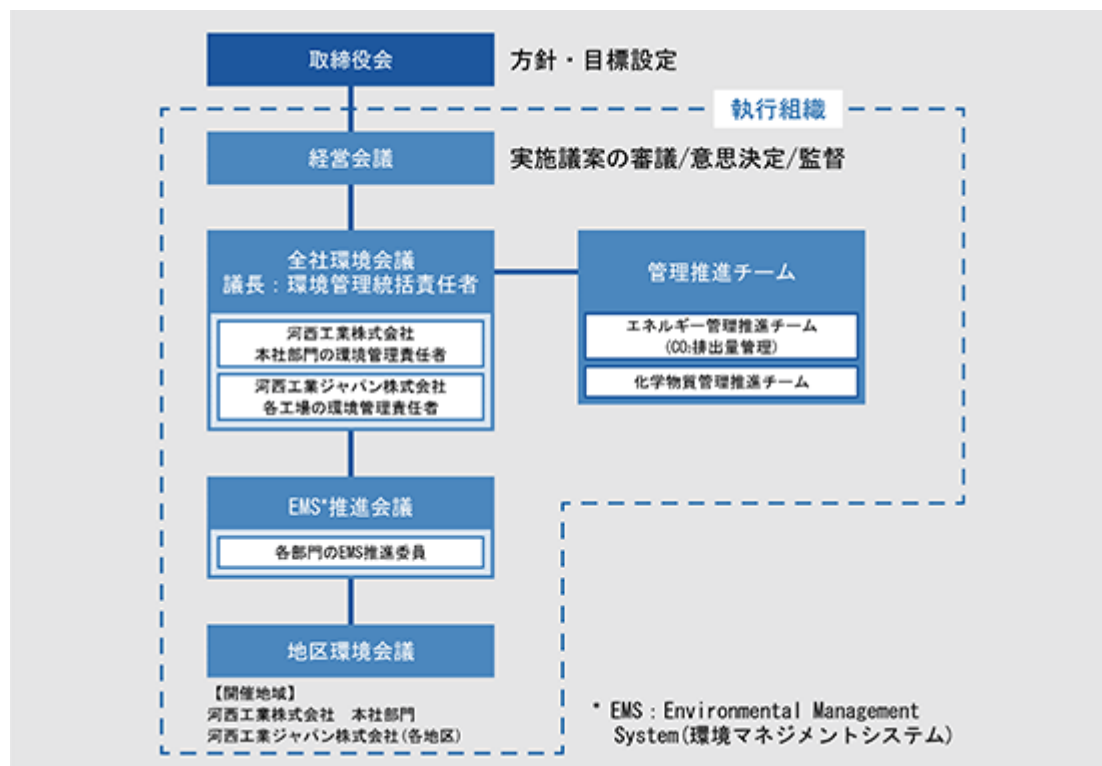 取締役会
方針・目標設定
執行組織
経営会議
実施議案の審議/意思決定/監督
全社環境会議
議長：環境管理統括責任者
河西工業株式会社
本社部門の環境管理責任者
河西工業ジャパン株式会社
各工場の環境管理責任者
管理推進チーム
エネルギー管理推進チーム
(CO₂排出量管理)
化学物質管理推進チーム
EMS*推進会議
各部門のEMS推進委員
地区環境会議
【開催地域】
河西工業株式会社　本社部門
河西工業ジャパン株式会社(各地区)
* EMS：Environmental Management
System(環境マネジメントシステム)